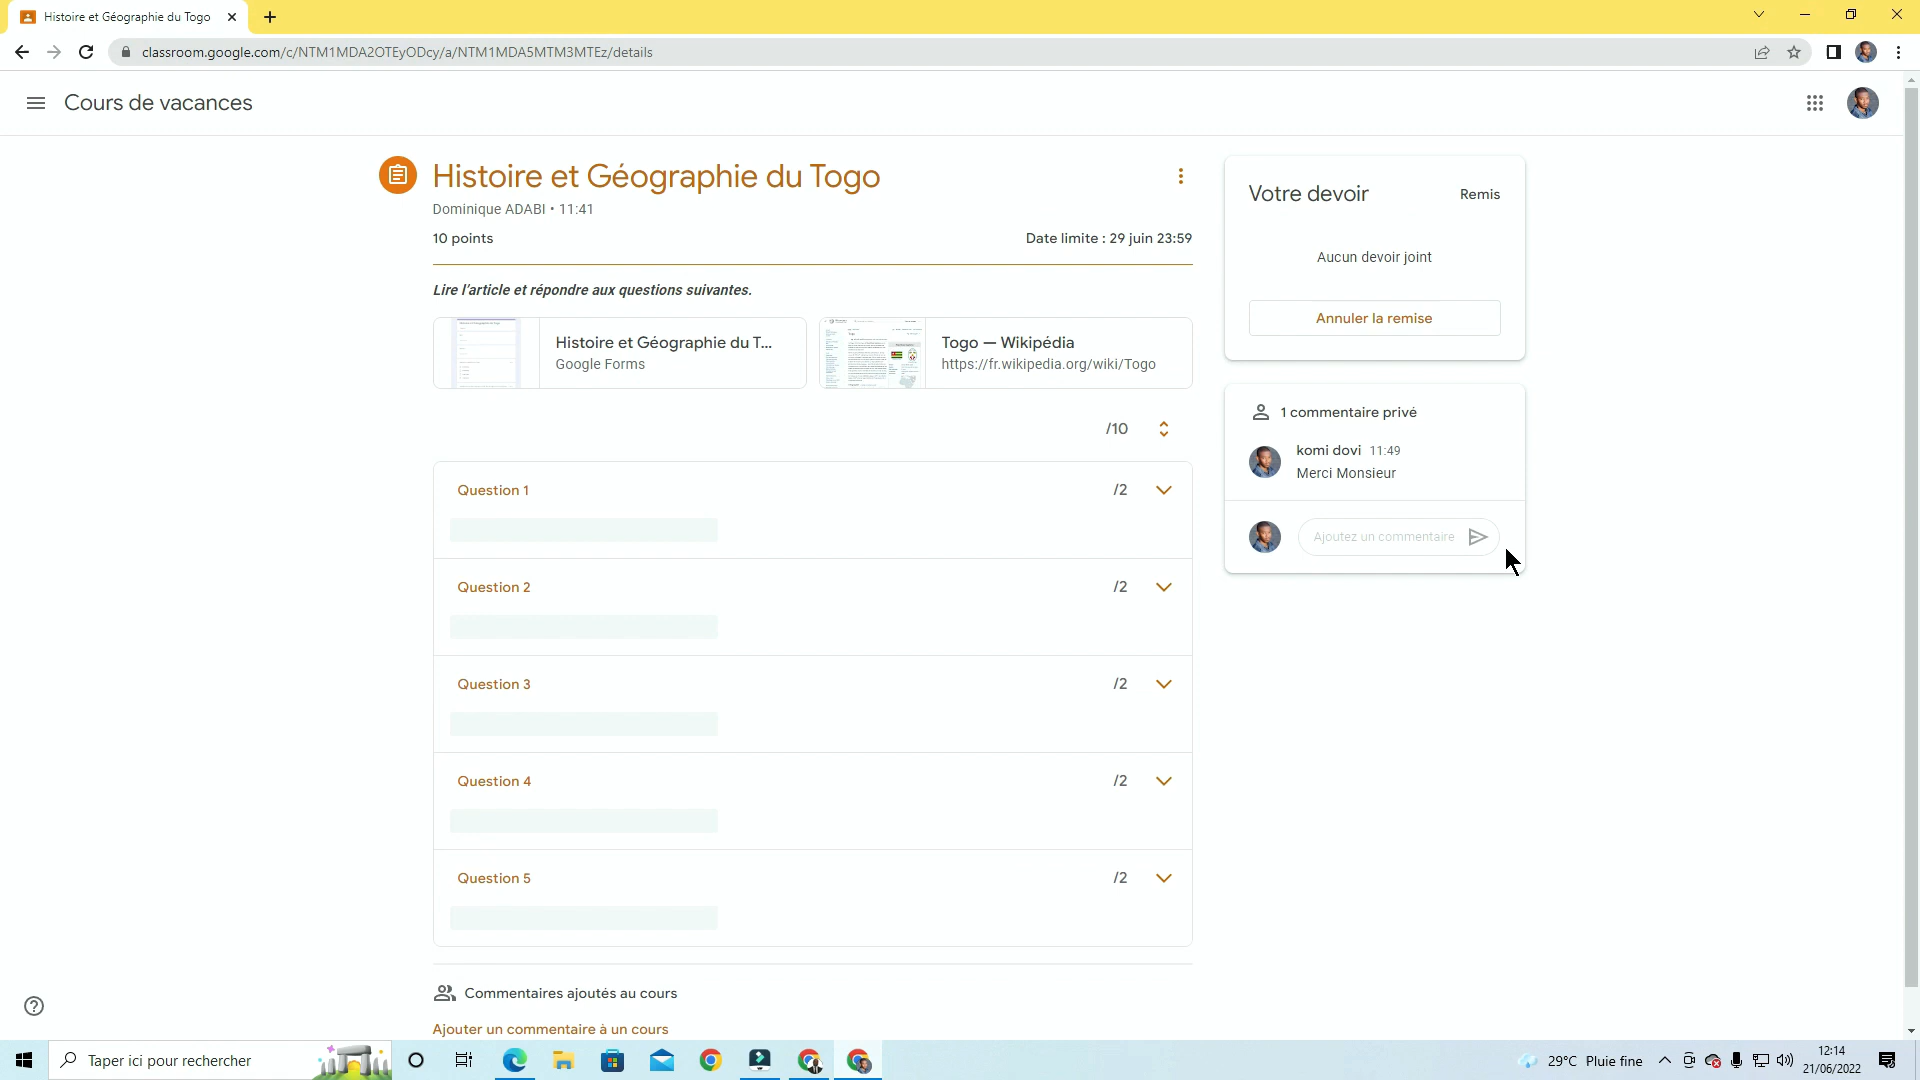 Histoire et Géographie du Togo
classroom.google.com/c/NTM1MDA2OTEyODcy/a/NTM1MDA5MTM3MTEz/details
Cours de vacances
Histoire et Géographie du Togo
Dominique ADABI • 11:41
10 points
Date limite : 29 juin 23:59
Lire l'article et répondre aux questions suivantes.
Histoire et Géographie du T...
Google Forms
Togo — Wikipédia
https://fr.wikipedia.org/wiki/Togo
/10
Question 1
/2
Question 2
/2
Question 3
/2
Question 4
/2
Question 5
/2
Commentaires ajoutés au cours
Ajouter un commentaire à un cours
Votre devoir
Remis
Aucun devoir joint
Annuler la remise
1 commentaire privé
komi dovi 11:49
Merci Monsieur
Ajoutez un commentaire
Taper ici pour rechercher
29°C Pluie fine
12:14
21/06/2022